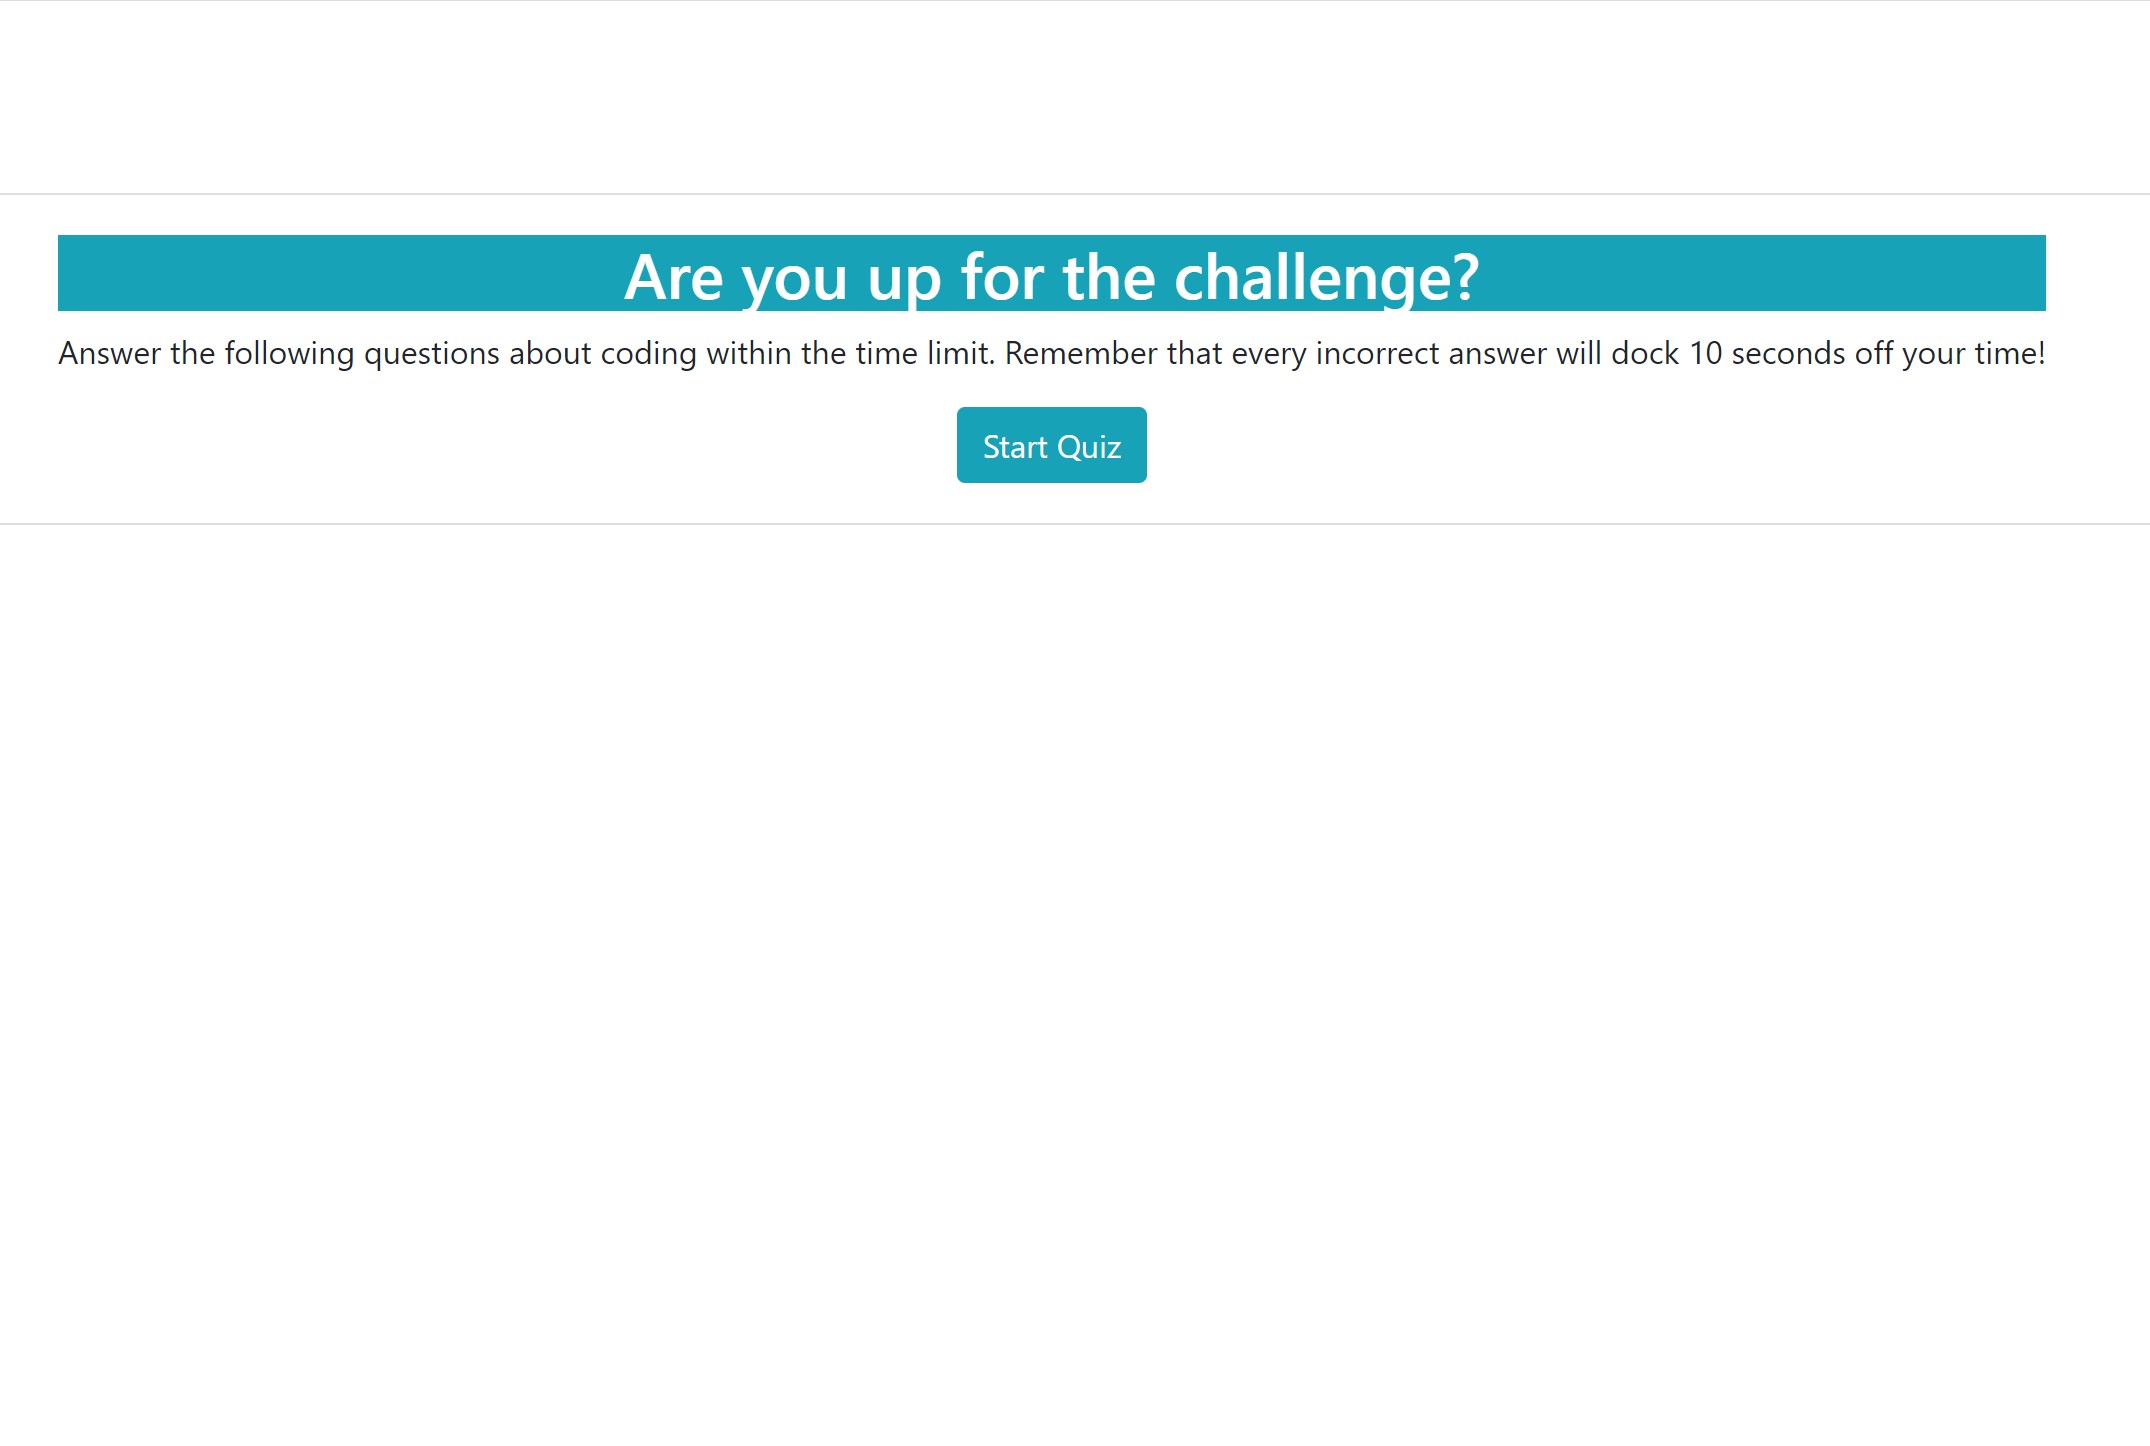 Are you up for the challenge?
Answer the following questions about coding within the time limit. Remember that every incorrect answer will dock 10 seconds off your time!
Start Quiz